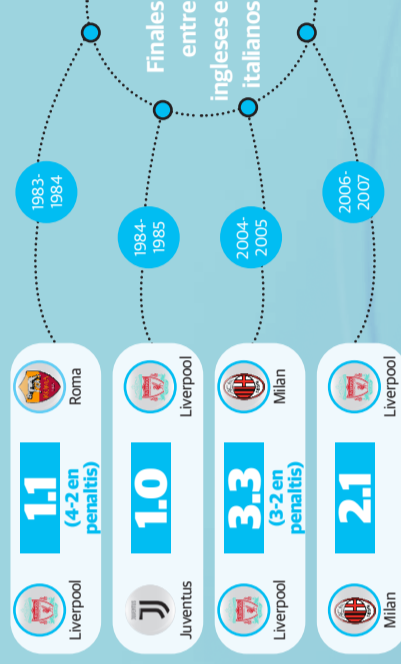 Finales
entre
ingleses e
italianos
1983-
1984
Liverpool
1.1
(4-2 en
penaltis)
Roma
1984-
1985
Juventus
1.0
Liverpool
2004-
2005
Liverpool
3.3
(3-2 en
penaltis)
Milan
2006-
2007
Milan
2.1
Liverpool